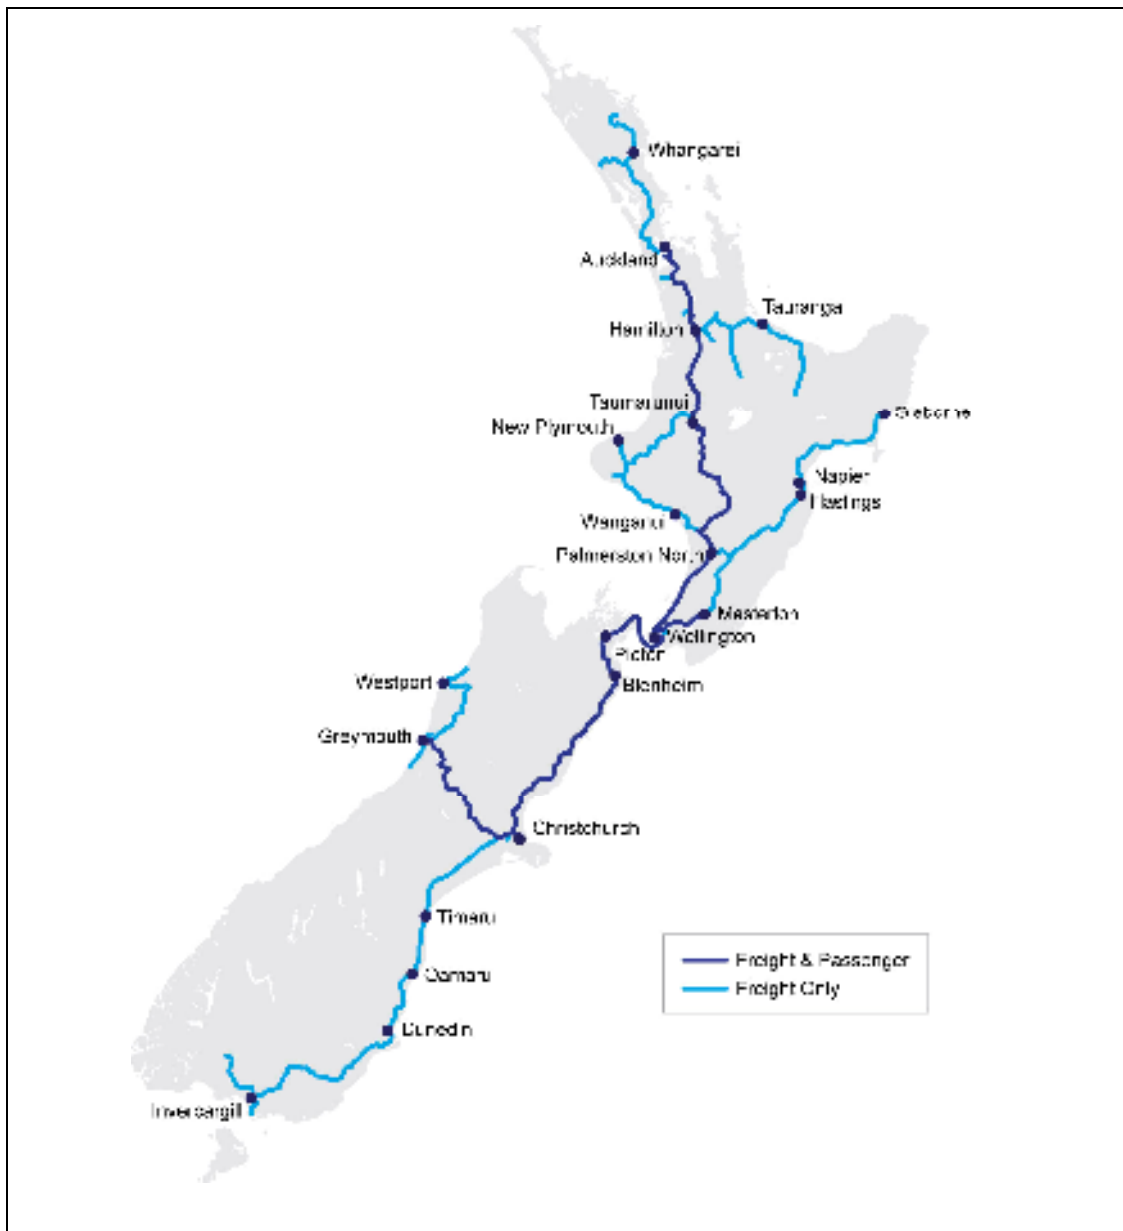 Whangarei
Auckland
Tauranga
Hamilton
Taumarunui
New Plymouth
Gisborne
Napier
Hastings
Wanganui
Palmerston North
Masterton
Wellington
Picton
Blenheim
Westport
Greymouth
Christchurch
Timaru
Oamaru
Freight & Passenger
Freight Only
Dunedin
Invercargill